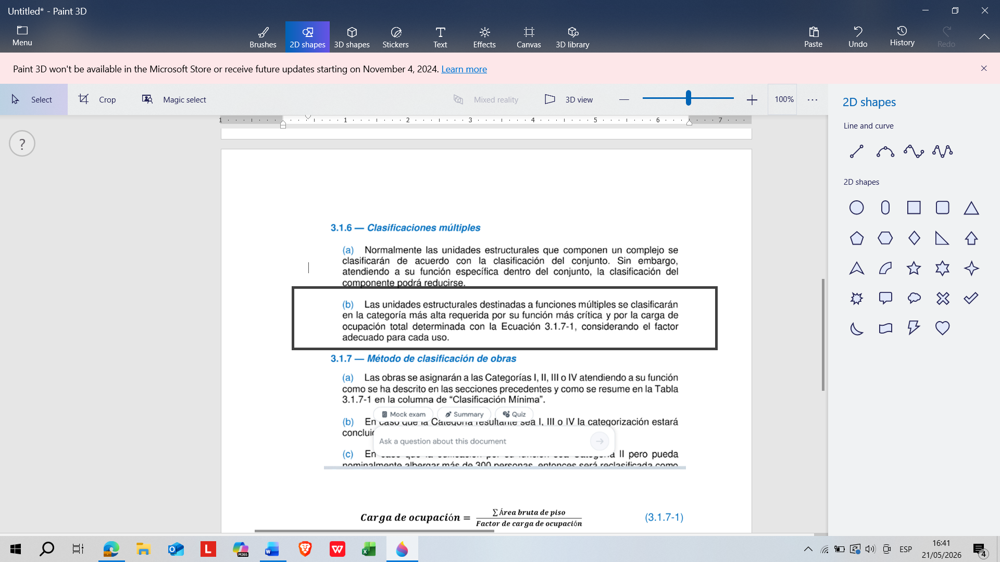 Untitled* - Paint 3D
Menu
Brushes
2D shapes
3D shapes
Stickers
Text
Effects
Canvas
3D library
Paste
Undo
History
Redo
Paint 3D won't be available in the Microsoft Store or receive future updates starting on November 4, 2024. Learn more
Select
Crop
Magic select
Mixed reality
3D view
100%
2D shapes
Line and curve
2D shapes
1 1 2 3 4 5 6 7
?
3.1.6 — Clasificaciones múltiples
(a) Normalmente las unidades estructurales que componen un complejo se
clasificarán de acuerdo con la clasificación del conjunto. Sin embargo,
atendiendo a su función específica dentro del conjunto, la clasificación del
componente podrá reducirse.
(b) Las unidades estructurales destinadas a funciones múltiples se clasificarán
en la categoría más alta requerida por su función más crítica y por la carga de
ocupación total determinada con la Ecuación 3.1.7-1, considerando el factor
adecuado para cada uso.
3.1.7 — Método de clasificación de obras
(a) Las obras se asignarán a las Categorías I, II, III o IV atendiendo a su función
como se ha descrito en las secciones precedentes y como se resume en la Tabla
3.1.7-1 en la columna de “Clasificación Mínima”.
Mock exam
Summary
Quiz
(b) En caso que la Categoría resultante sea I, III o IV la categorización estará
Ask a question about this document
(c) En caso que la edificación por su función sea Categoría II pero pueda
nominalmente albergar más de 300 personas, entonces será reclasificada como
Carga de ocupación = ∑ Área bruta de piso
Factor de carga de ocupación
(3.1.7-1)
ESP
16:41
21/05/2026
4